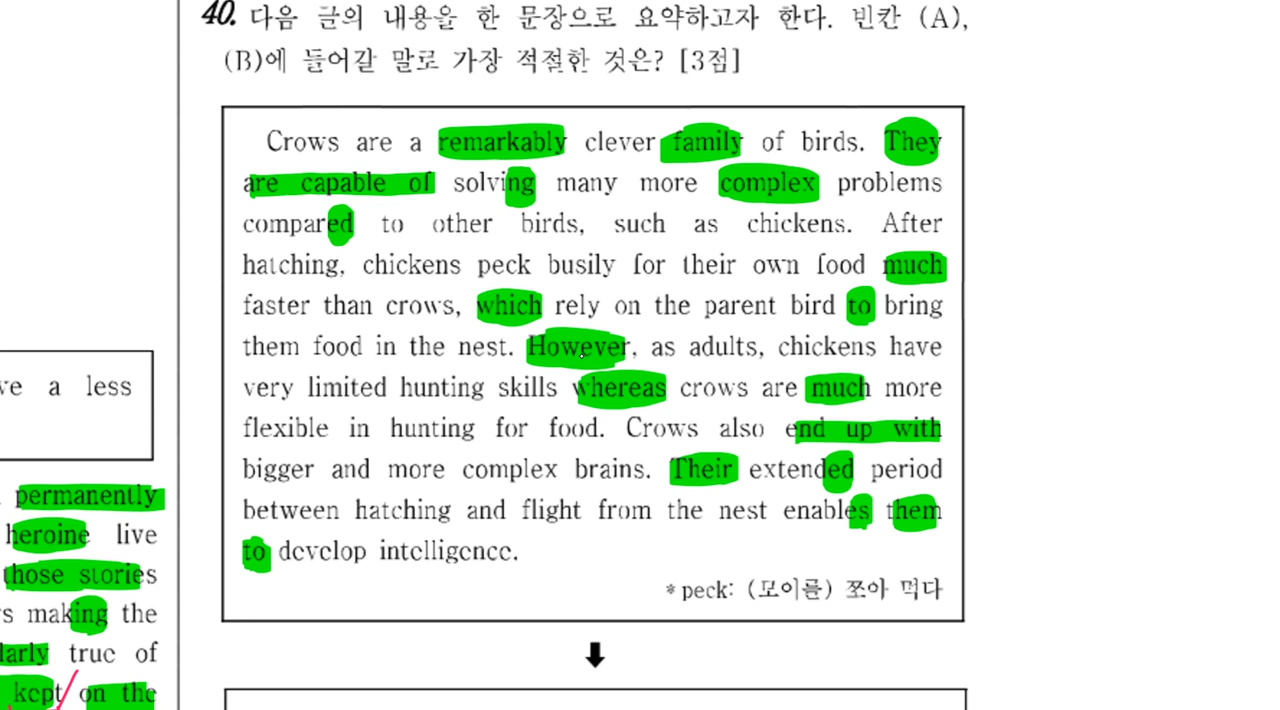 40. 다음 글의 내용을 한 문장으로 요약하고자 한다. 빈칸 (A),
(B)에 들어갈 말로 가장 적절한 것은? [3점]
Crows are a remarkably clever family of birds. They
are capable of solving many more complex problems
compared to other birds, such as chickens. After
hatching, chickens peck busily for their own food much
faster than crows, which rely on the parent bird to bring
them food in the nest. However, as adults, chickens have
very limited hunting skills whereas crows are much more
flexible in hunting for food. Crows also end up with
bigger and more complex brains. Their extended period
between hatching and flight from the nest enables them
to develop intelligence.
* peck: (모이를) 쪼아 먹다
ve a less
permanently
heroine live
those stories
s making the
larly true of
kept on the